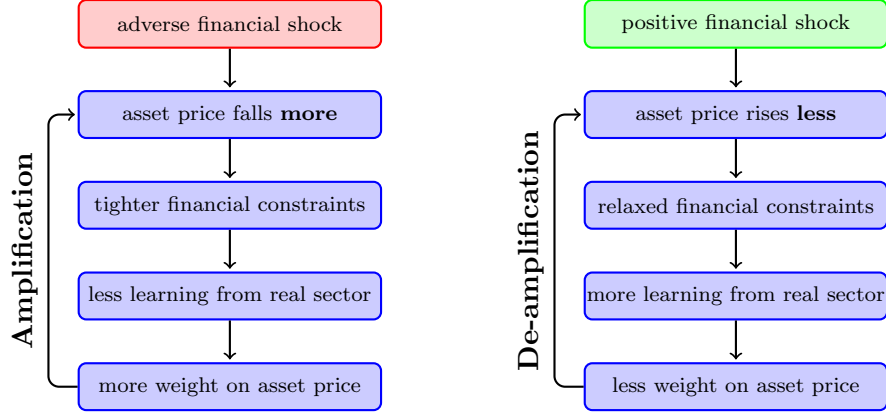 adverse financial shock
asset price falls more
tighter financial constraints
less learning from real sector
more weight on asset price
Amplification
positive financial shock
asset price rises less
relaxed financial constraints
more learning from real sector
less weight on asset price
De-amplification